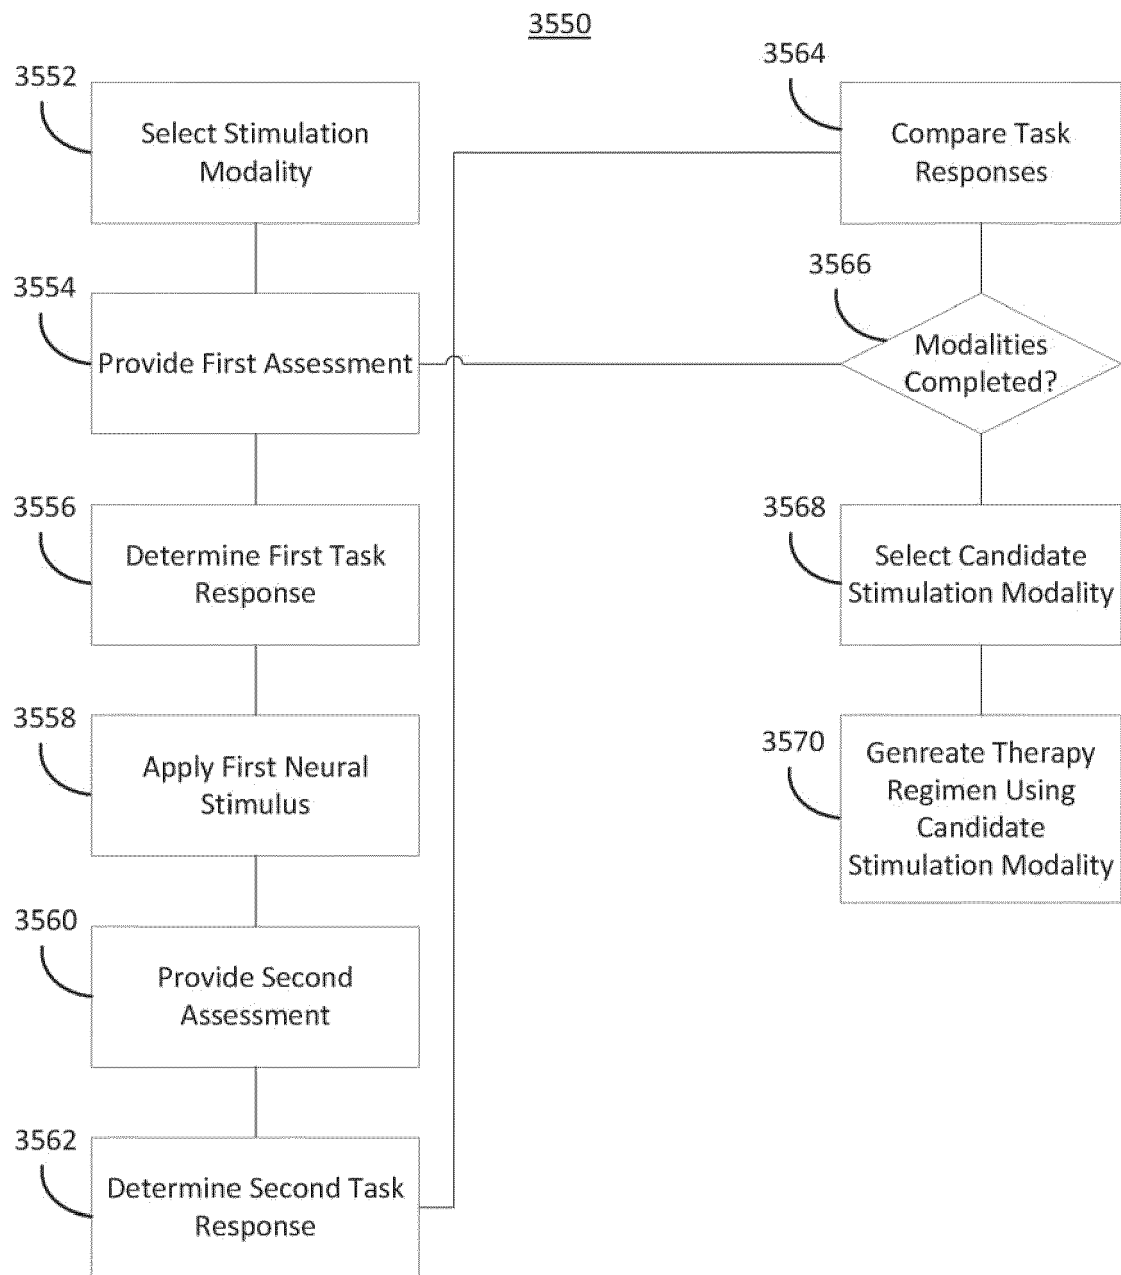 3550
3552
Select Stimulation
Modality
3554
Provide First Assessment
3556
Determine First Task
Response
3558
Apply First Neural
Stimulus
3560
Provide Second
Assessment
3562
Determine Second Task
Response
3564
Compare Task
Responses
3566
Modalities
Completed?
3568
Select Candidate
Stimulation Modality
3570
Genreate Therapy
Regimen Using
Candidate
Stimulation Modality